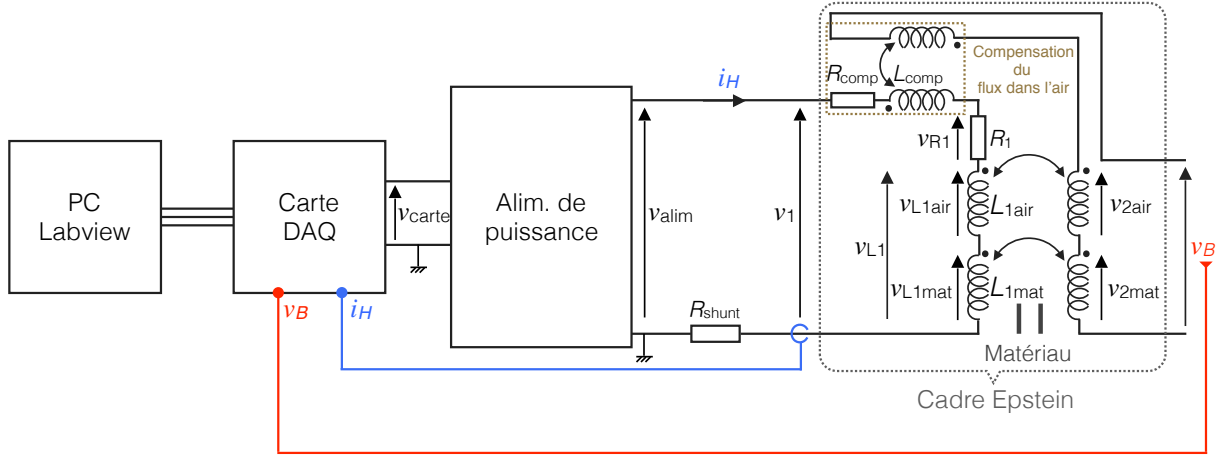 PC
Labview
Carte
DAQ
v_B
i_H
v_carte
Alim. de
puissance
v_alim
i_H
R_shunt
v_1
R_comp
L_comp
Compensation
du
flux dans l'air
v_R1
R_1
v_L1
v_L1air
L_1air
v_2air
v_L1mat
L_1mat
v_2mat
v_B
Matériau
Cadre Epstein